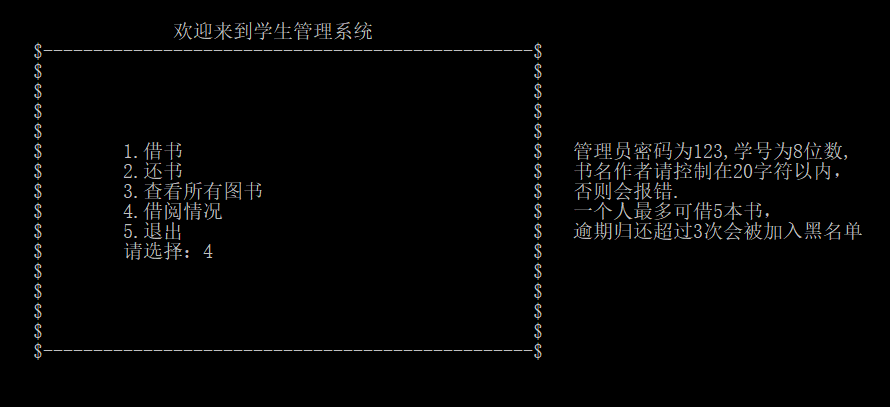 欢迎来到学生管理系统
$-------------------------------------------------$
$ $
$ $
$ $
$ $
$ 1.借书 $ 管理员密码为123,学号为8位数,
$ 2.还书 $ 书名作者请控制在20字符以内,
$ 3.查看所有图书 $ 否则会报错.
$ 4.借阅情况 $ 一个人最多可借5本书,
$ 5.退出 $ 逾期归还超过3次会被加入黑名单
$ 请选择: 4 $
$ $
$ $
$ $
$ $
$-------------------------------------------------$